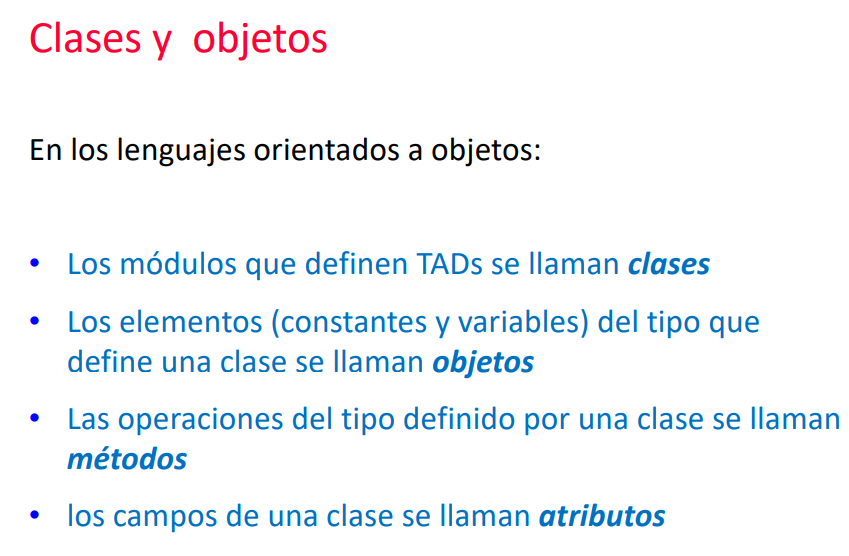 Clases y  objetos
En los lenguajes orientados a objetos:
• Los módulos que definen TADs se llaman clases
• Los elementos (constantes y variables) del tipo que
define una clase se llaman objetos
• Las operaciones del tipo definido por una clase se llaman
métodos
• los campos de una clase se llaman atributos